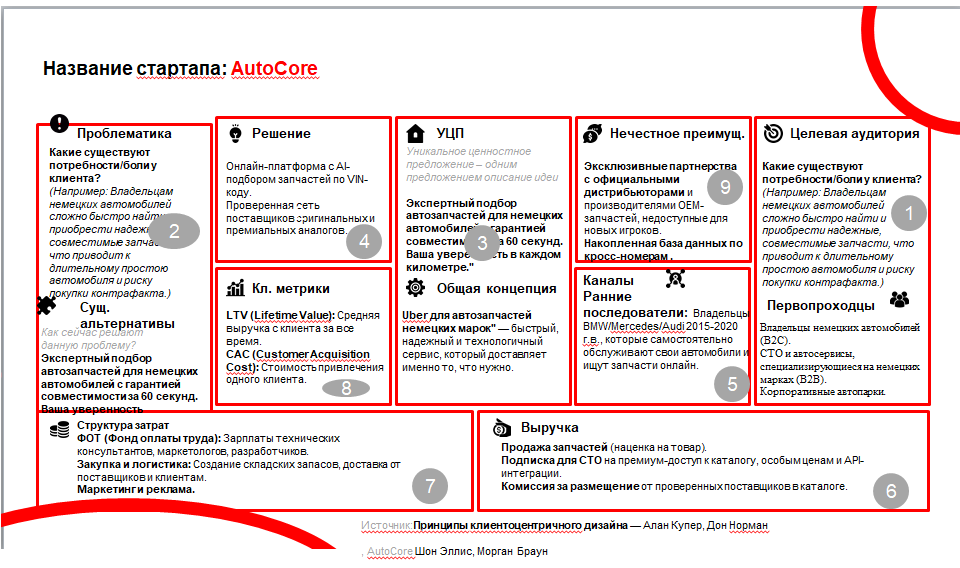 Название стартапа: AutoCore
Проблематика
Какие существуют
потребности/боли у
клиента?
(Например: Владельцам
немецких автомобилей
сложно быстро найти и
приобрести надежные,
совместимые запчасти,
что приводит к
длительному простою
автомобиля и риску
покупки контрафакта.)
2
Сущ.
альтернативы
Как сейчас решают
данную проблему?
Экспертный подбор
автозапчастей для немецких
автомобилей с гарантией
совместимости за 60 секунд.
Ваша уверенность
Решение
Онлайн-платформа с AI-
подбором запчастей по VIN-
коду.
Проверенная сеть
поставщиков оригинальных и
премиальных аналогов.
4
Кл. метрики
LTV (Lifetime Value): Средняя
выручка с клиента за все
время.
CAC (Customer Acquisition
Cost): Стоимость привлечения
одного клиента.
8
УЦП
Уникальное ценностное
предложение – одним
предложением описание идеи
Экспертный подбор
автозапчастей для немецких
автомобилей с гарантией
совместимости за 60 секунд.
Ваша уверенность в каждом
километре."
3
Общая концепция
Uber для автозапчастей
немецких марок" — быстрый,
надежный и технологичный
сервис, который доставляет
именно то, что нужно.
Нечестное преимущ.
Эксклюзивные партнерства
с официальными
дистрибьюторами и
производителями OEM-
запчастей, недоступные для
новых игроков.
Накопленная база данных по
кросс-номерам .
9
Каналы
Ранние
последователи: Владельцы
BMW/Mercedes/Audi 2015-2020
г.в., которые самостоятельно
обслуживают свои автомобили и
ищут запчасти онлайн.
5
Целевая аудитория
Какие существуют
потребности/боли у клиента?
(Например: Владельцам
немецких автомобилей
сложно быстро найти и
приобрести надежные,
совместимые запчасти, что
приводит к длительному
простою автомобиля и риску
покупки контрафакта.)
1
Первопроходцы
Владельцы немецких автомобилей
(B2C).
СТО и автосервисы,
специализирующиеся на немецких
марках (B2B).
Корпоративные автопарки.
Структура затрат
ФОТ (Фонд оплаты труда): Зарплаты технических
консультантов, маркетологов, разработчиков.
Закупка и логистика: Создание складских запасов, доставка от
поставщиков и клиентам.
Маркетинг и реклама.
7
Выручка
Продажа запчастей (наценка на товар).
Подписка для СТО на премиум-доступ к каталогу, особым ценам и API-
интеграции.
Комиссия за размещение от проверенных поставщиков в каталоге.
6
Источник:Принципы клиентоцентричного дизайна — Алан Купер, Дон Норман
, AutoCore Шон Эллис, Морган Браун